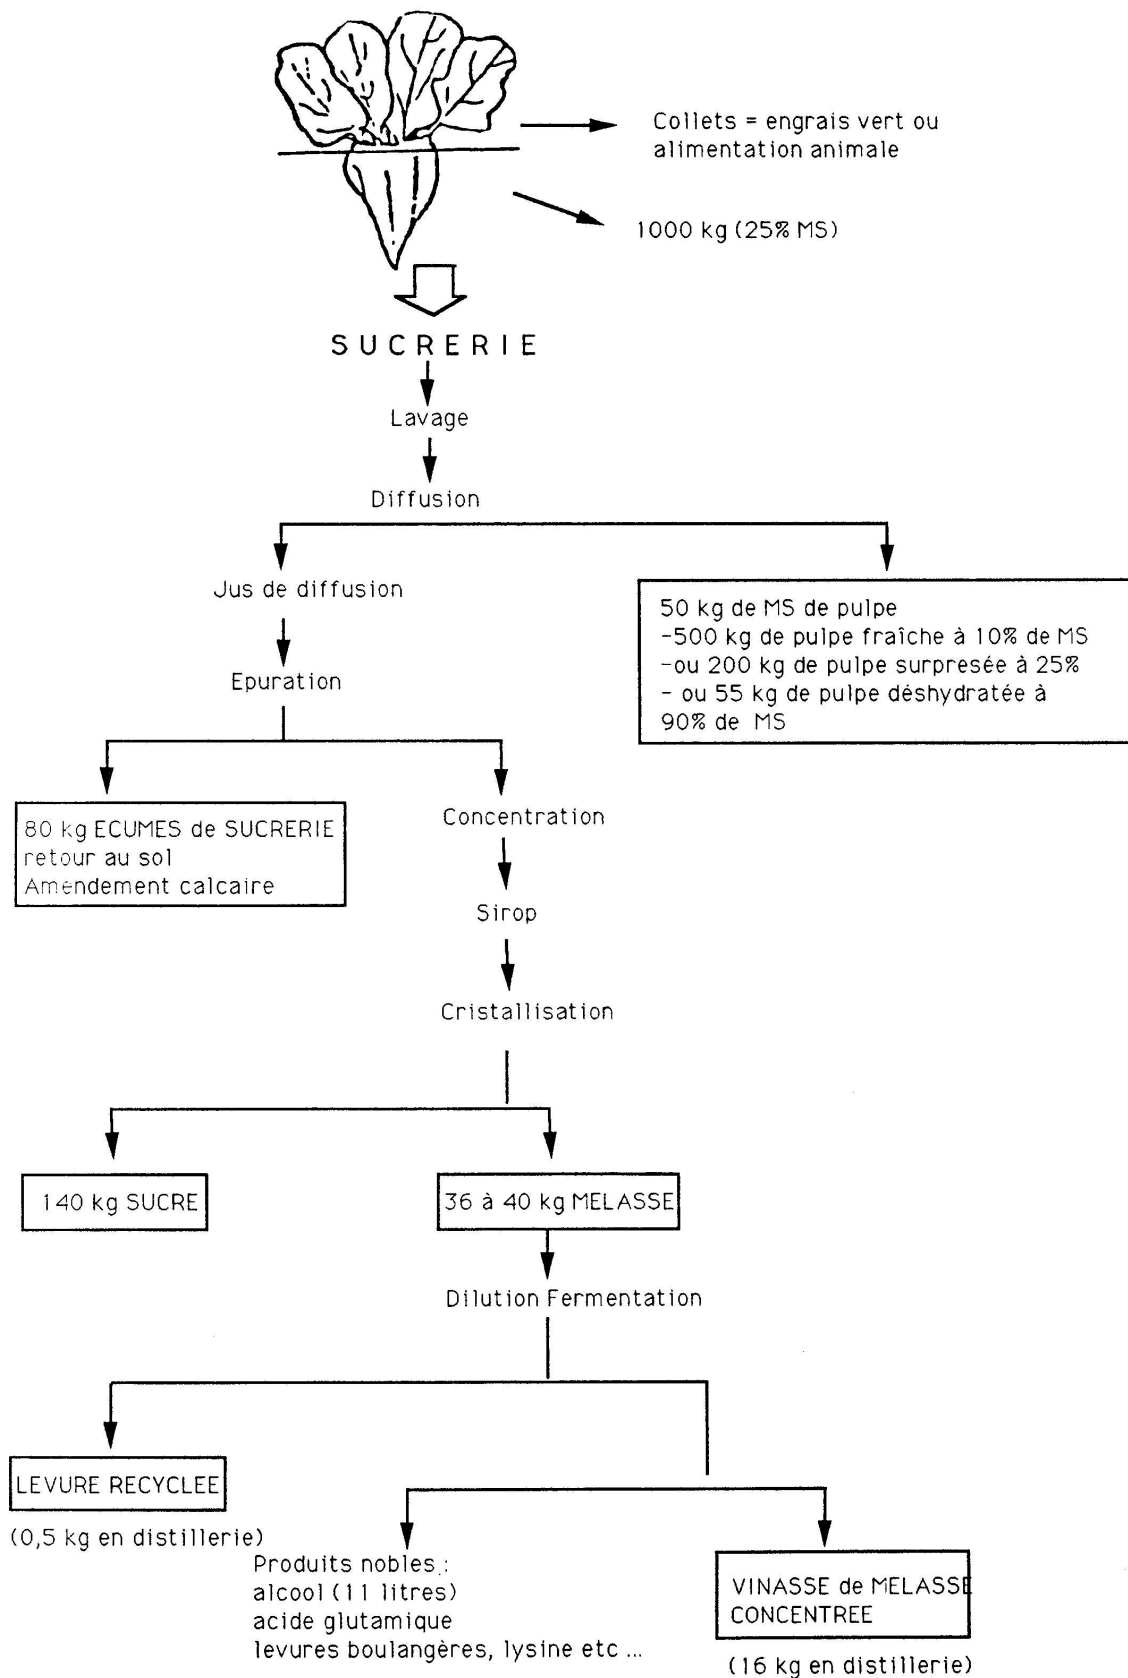 Collets = engrais vert ou
alimentation animale
1000 kg (25% MS)
SUCRERIE
Lavage
Diffusion
Jus de diffusion
50 kg de MS de pulpe
-500 kg de pulpe fraîche à 10% de MS
-ou 200 kg de pulpe surpresée à 25%
- ou 55 kg de pulpe déshydratée à
90% de MS
Epuration
80 kg ECUMES de SUCRERIE
retour au sol
Amendement calcaire
Concentration
Sirop
Cristallisation
140 kg SUCRE
36 à 40 kg MELASSE
Dilution Fermentation
LEVURE RECYCLEE
(0,5 kg en distillerie)
Produits nobles :
alcool (11 litres)
acide glutamique
levures boulangères, lysine etc ...
VINASSE de MELASSE
CONCENTREE
(16 kg en distillerie)